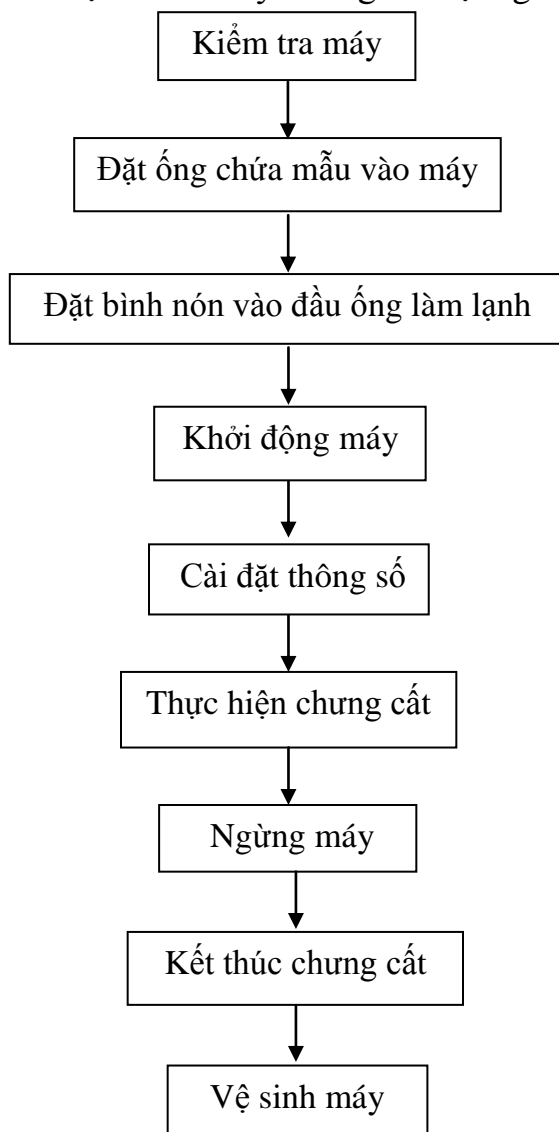 Kiểm tra máy
Đặt ống chứa mẫu vào máy
Đặt bình nón vào đầu ống làm lạnh
Khởi động máy
Cài đặt thông số
Thực hiện chưng cất
Ngừng máy
Kết thúc chưng cất
Vệ sinh máy